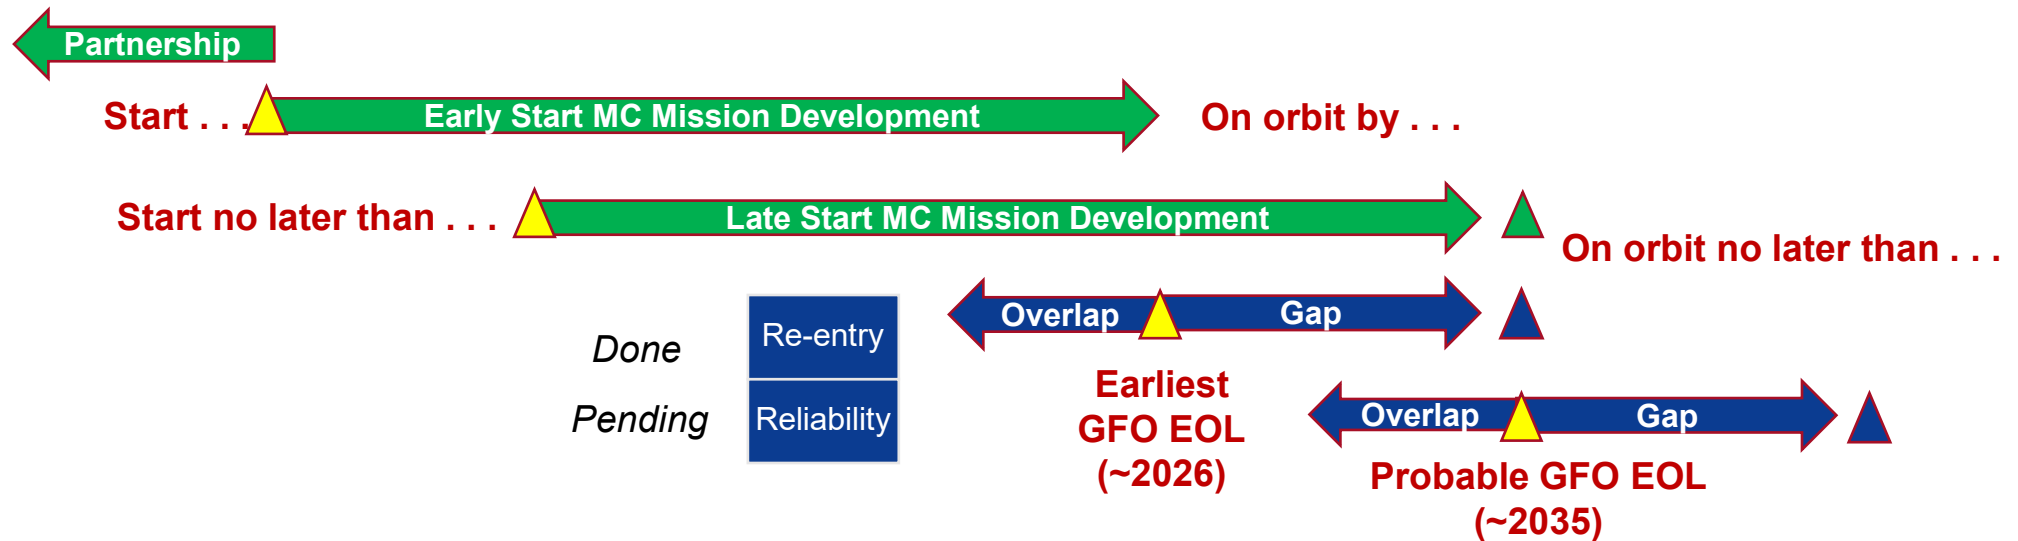 Partnership
Start . . .
Early Start MC Mission Development
On orbit by . . .
Start no later than . . .
Late Start MC Mission Development
On orbit no later than . . .
Overlap
Gap
Done
Re-entry
Pending
Reliability
Earliest
GFO EOL
(~2026)
Overlap
Gap
Probable GFO EOL
(~2035)